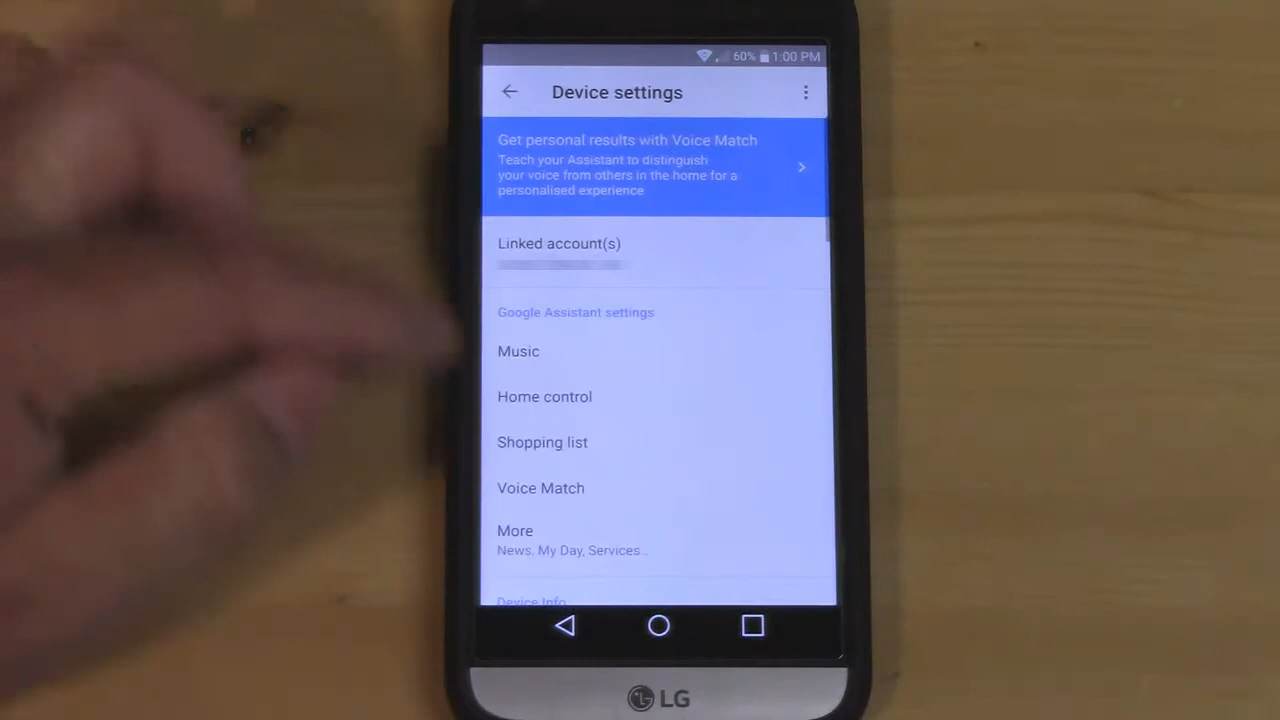 60% 1:00 PM
Device settings
Get personal results with Voice Match
Teach your Assistant to distinguish
your voice from others in the home for a
personalised experience
Linked account(s)
Google Assistant settings
Music
Home control
Shopping list
Voice Match
More
News, My Day, Services...
Device Info
LG